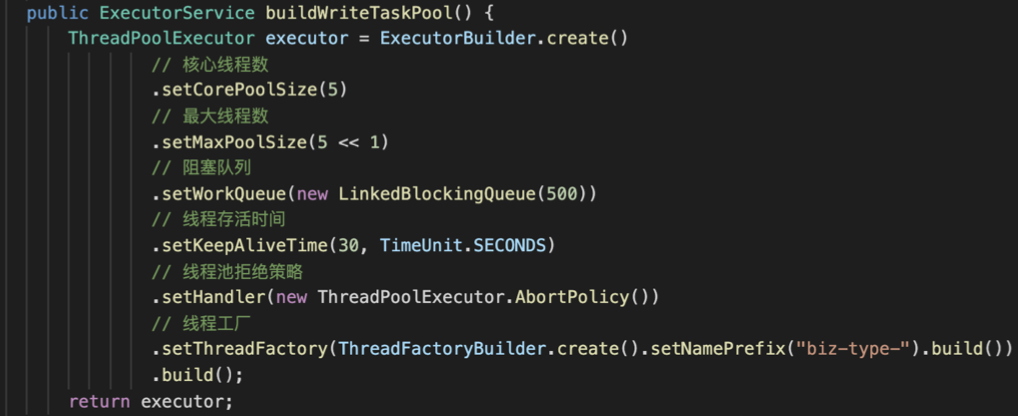 public ExecutorService buildWriteTaskPool() {
ThreadPoolExecutor executor = ExecutorBuilder.create()
// 核心线程数
.setCorePoolSize(5)
// 最大线程数
.setMaxPoolSize(5 << 1)
// 阻塞队列
.setWorkQueue(new LinkedBlockingQueue(500))
// 线程存活时间
.setKeepAliveTime(30, TimeUnit.SECONDS)
// 线程池拒绝策略
.setHandler(new ThreadPoolExecutor.AbortPolicy())
// 线程工厂
.setThreadFactory(ThreadFactoryBuilder.create().setNamePrefix("biz-type-").build())
.build();
return executor;